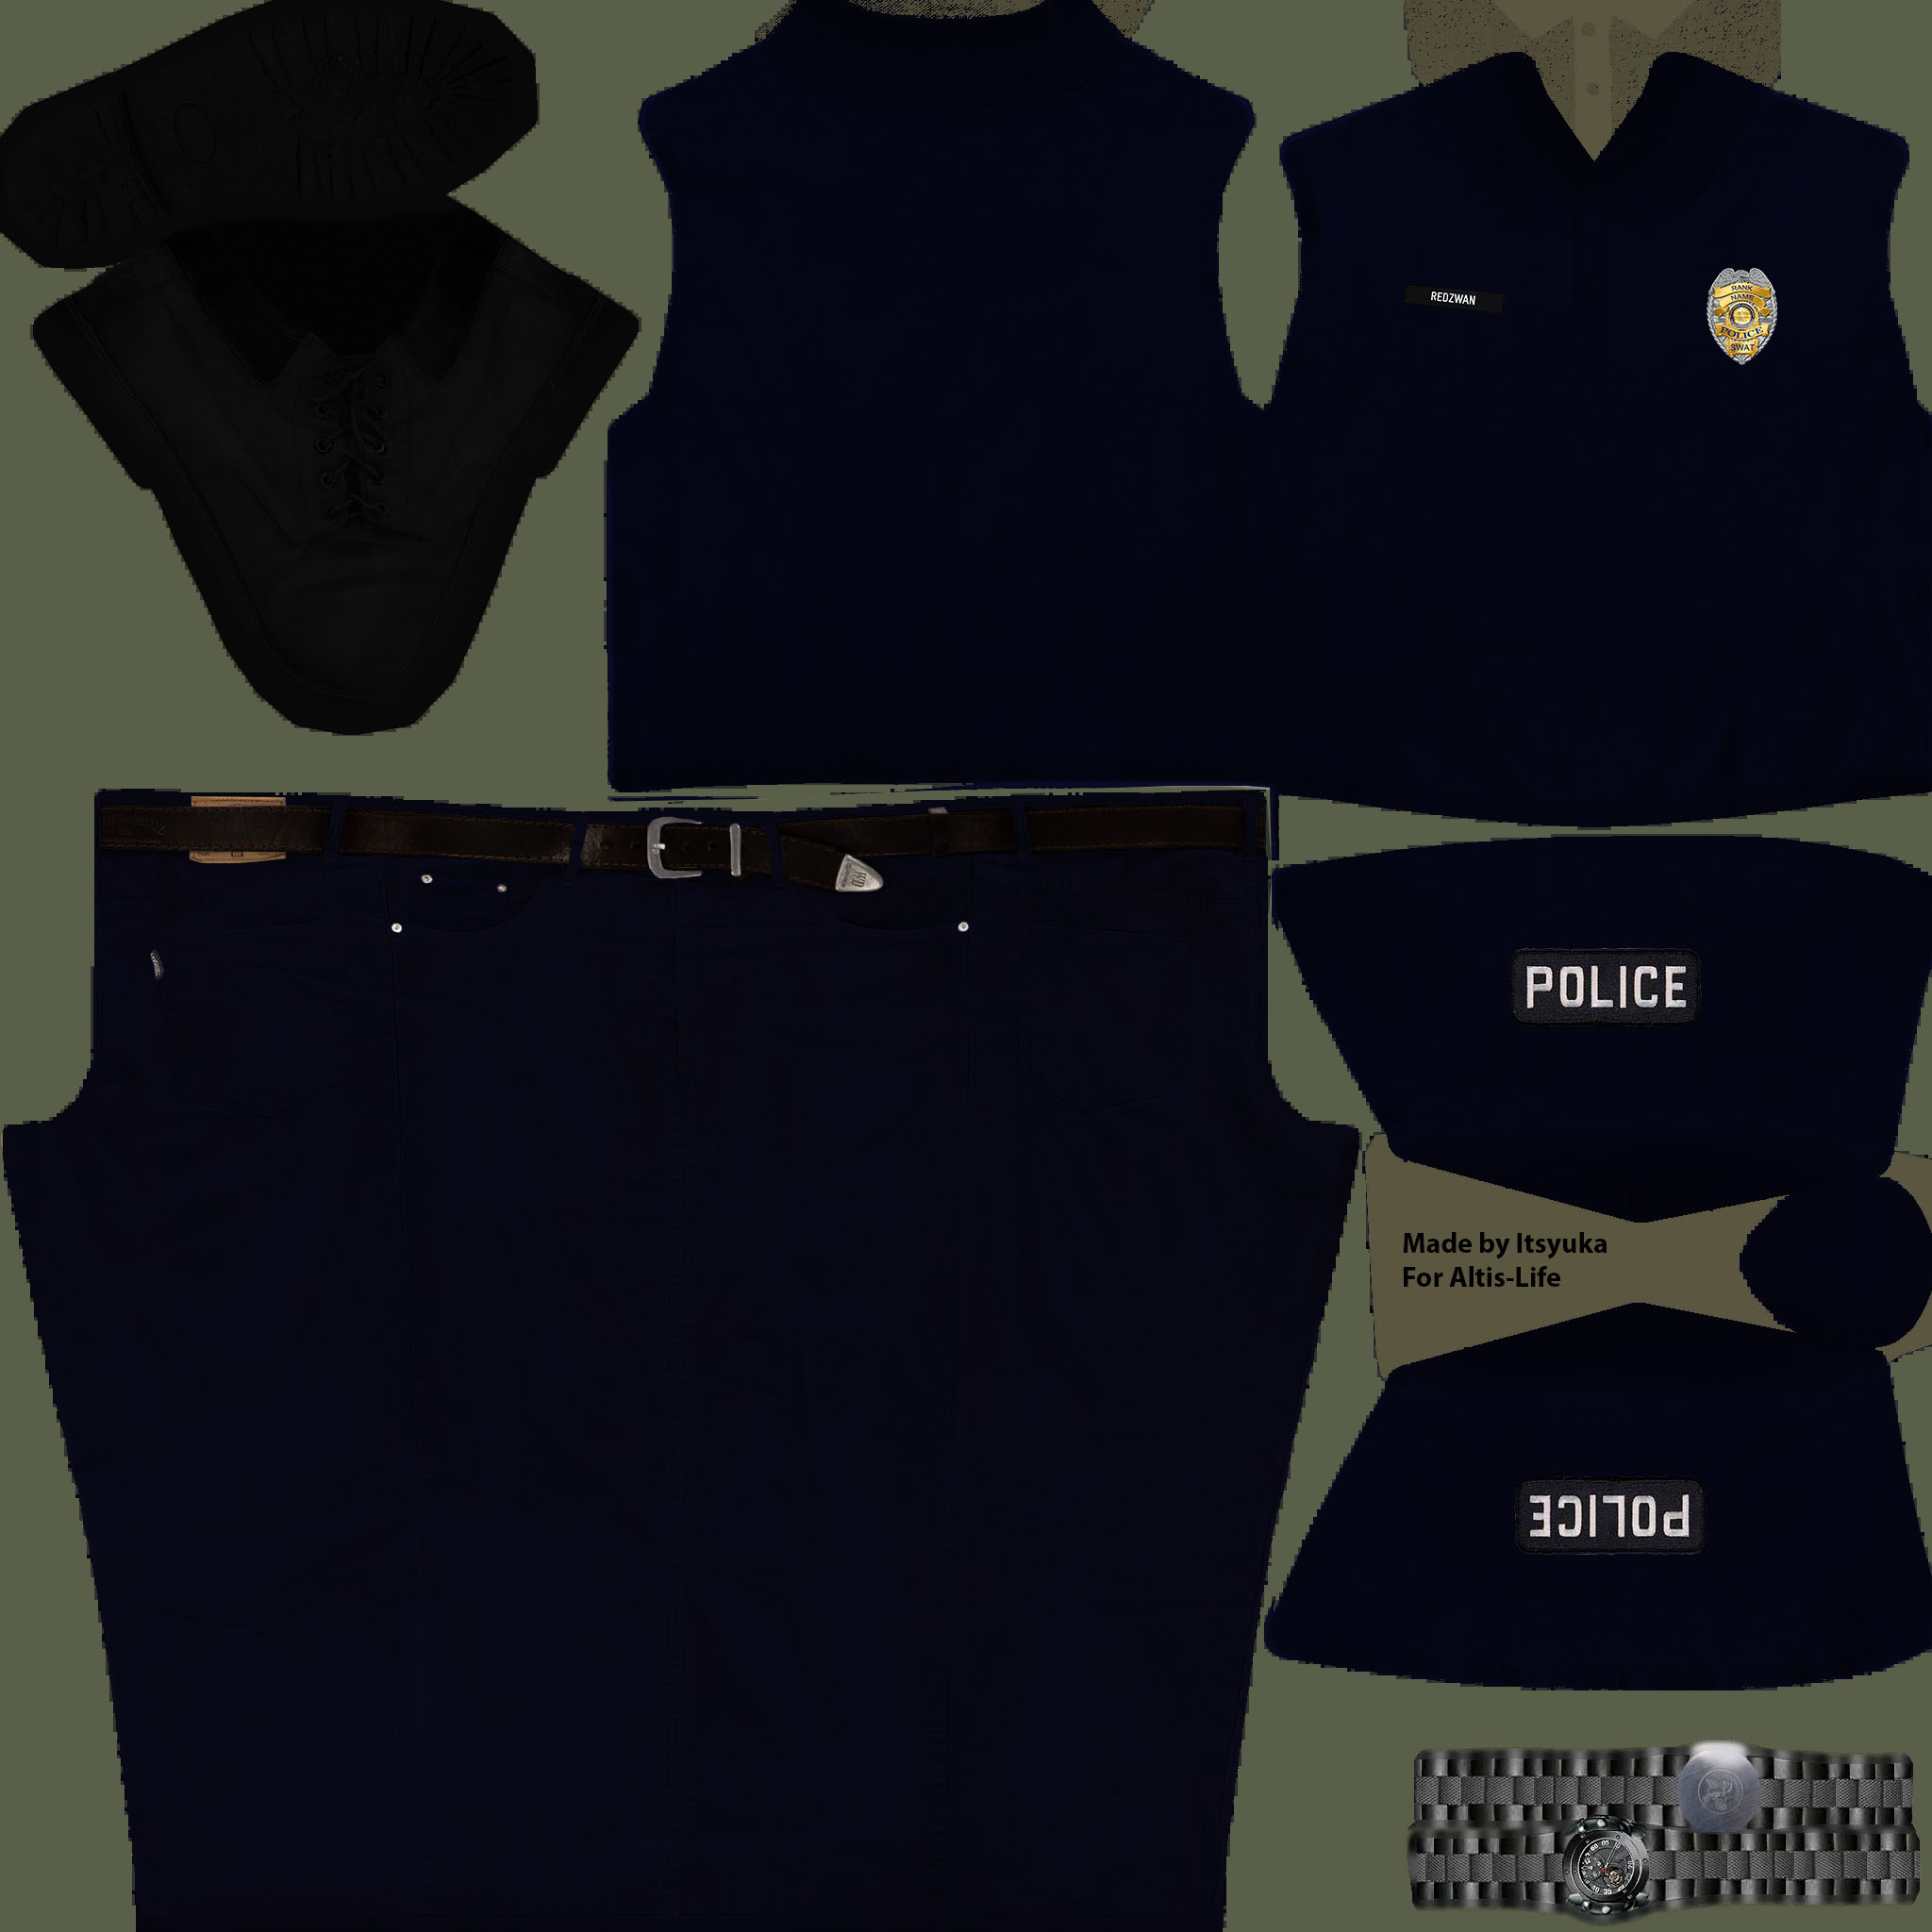 REDZWAN
RANK
NAME
POLICE
SWAT
POLICE
Made by Itsyuka
For Altis-Life
POLICE